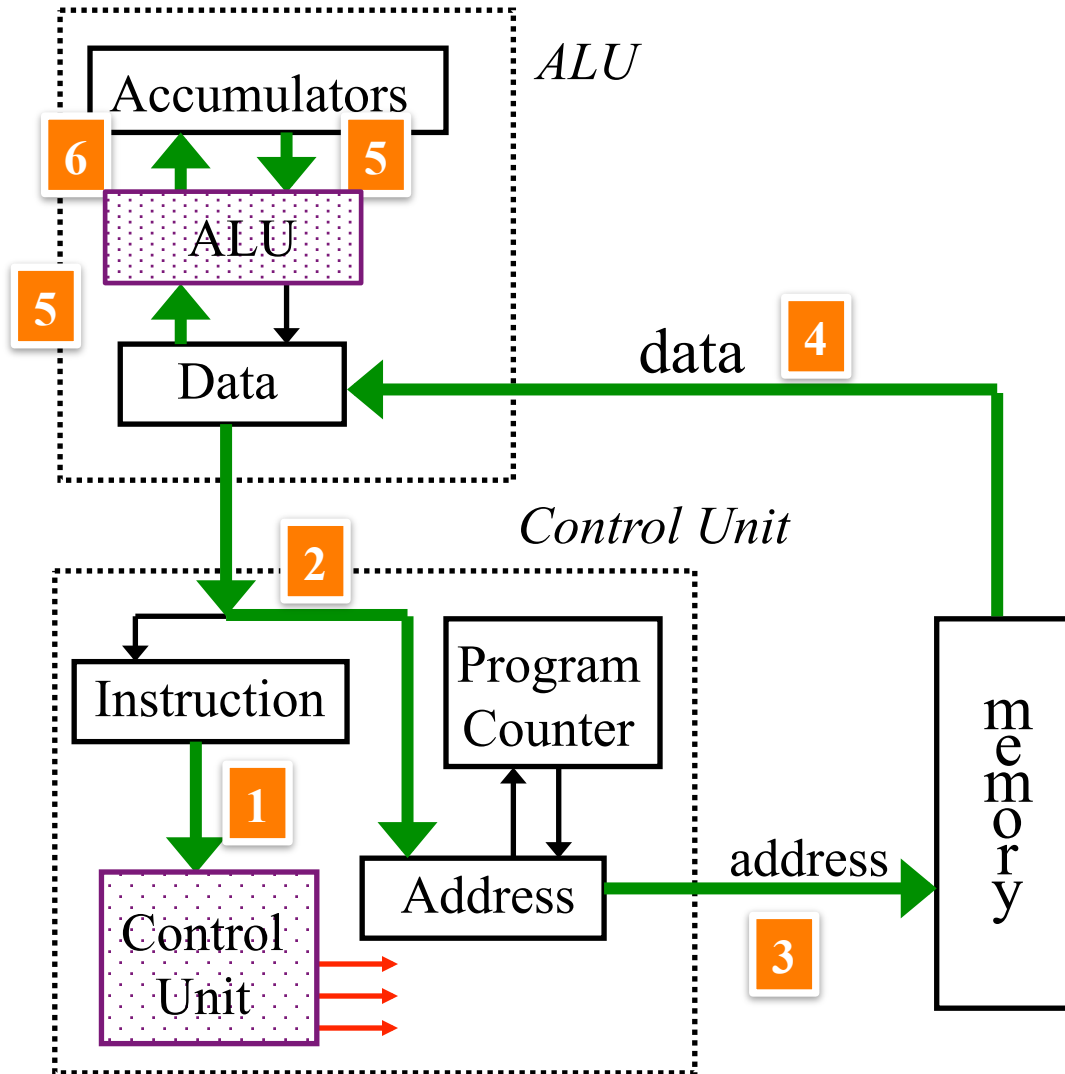 ALU
Accumulators
6
5
ALU
5
4
data
Data
Control Unit
2
Program
Counter
Instruction
memory
1
address
Address
Control
Unit
3